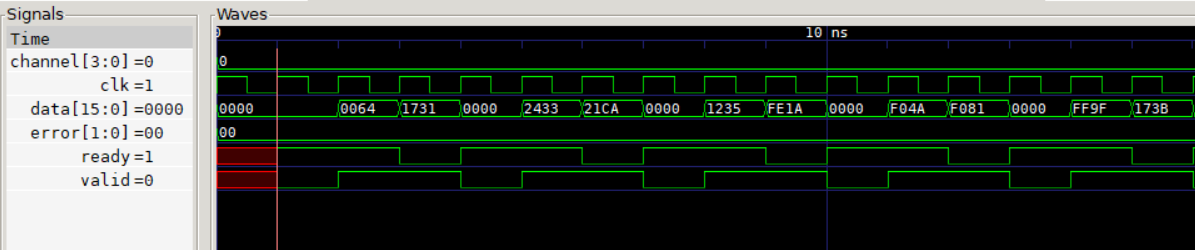 Signals
Waves
Time
0
10 ns
channel[3:0]=0
0
clk=1
data[15:0]=0000
0000 0064 1731 0000 2433 21CA 0000 1235 FE1A 0000 F04A F081 0000 FF9F 173B
error[1:0]=00
00
ready=1
valid=0